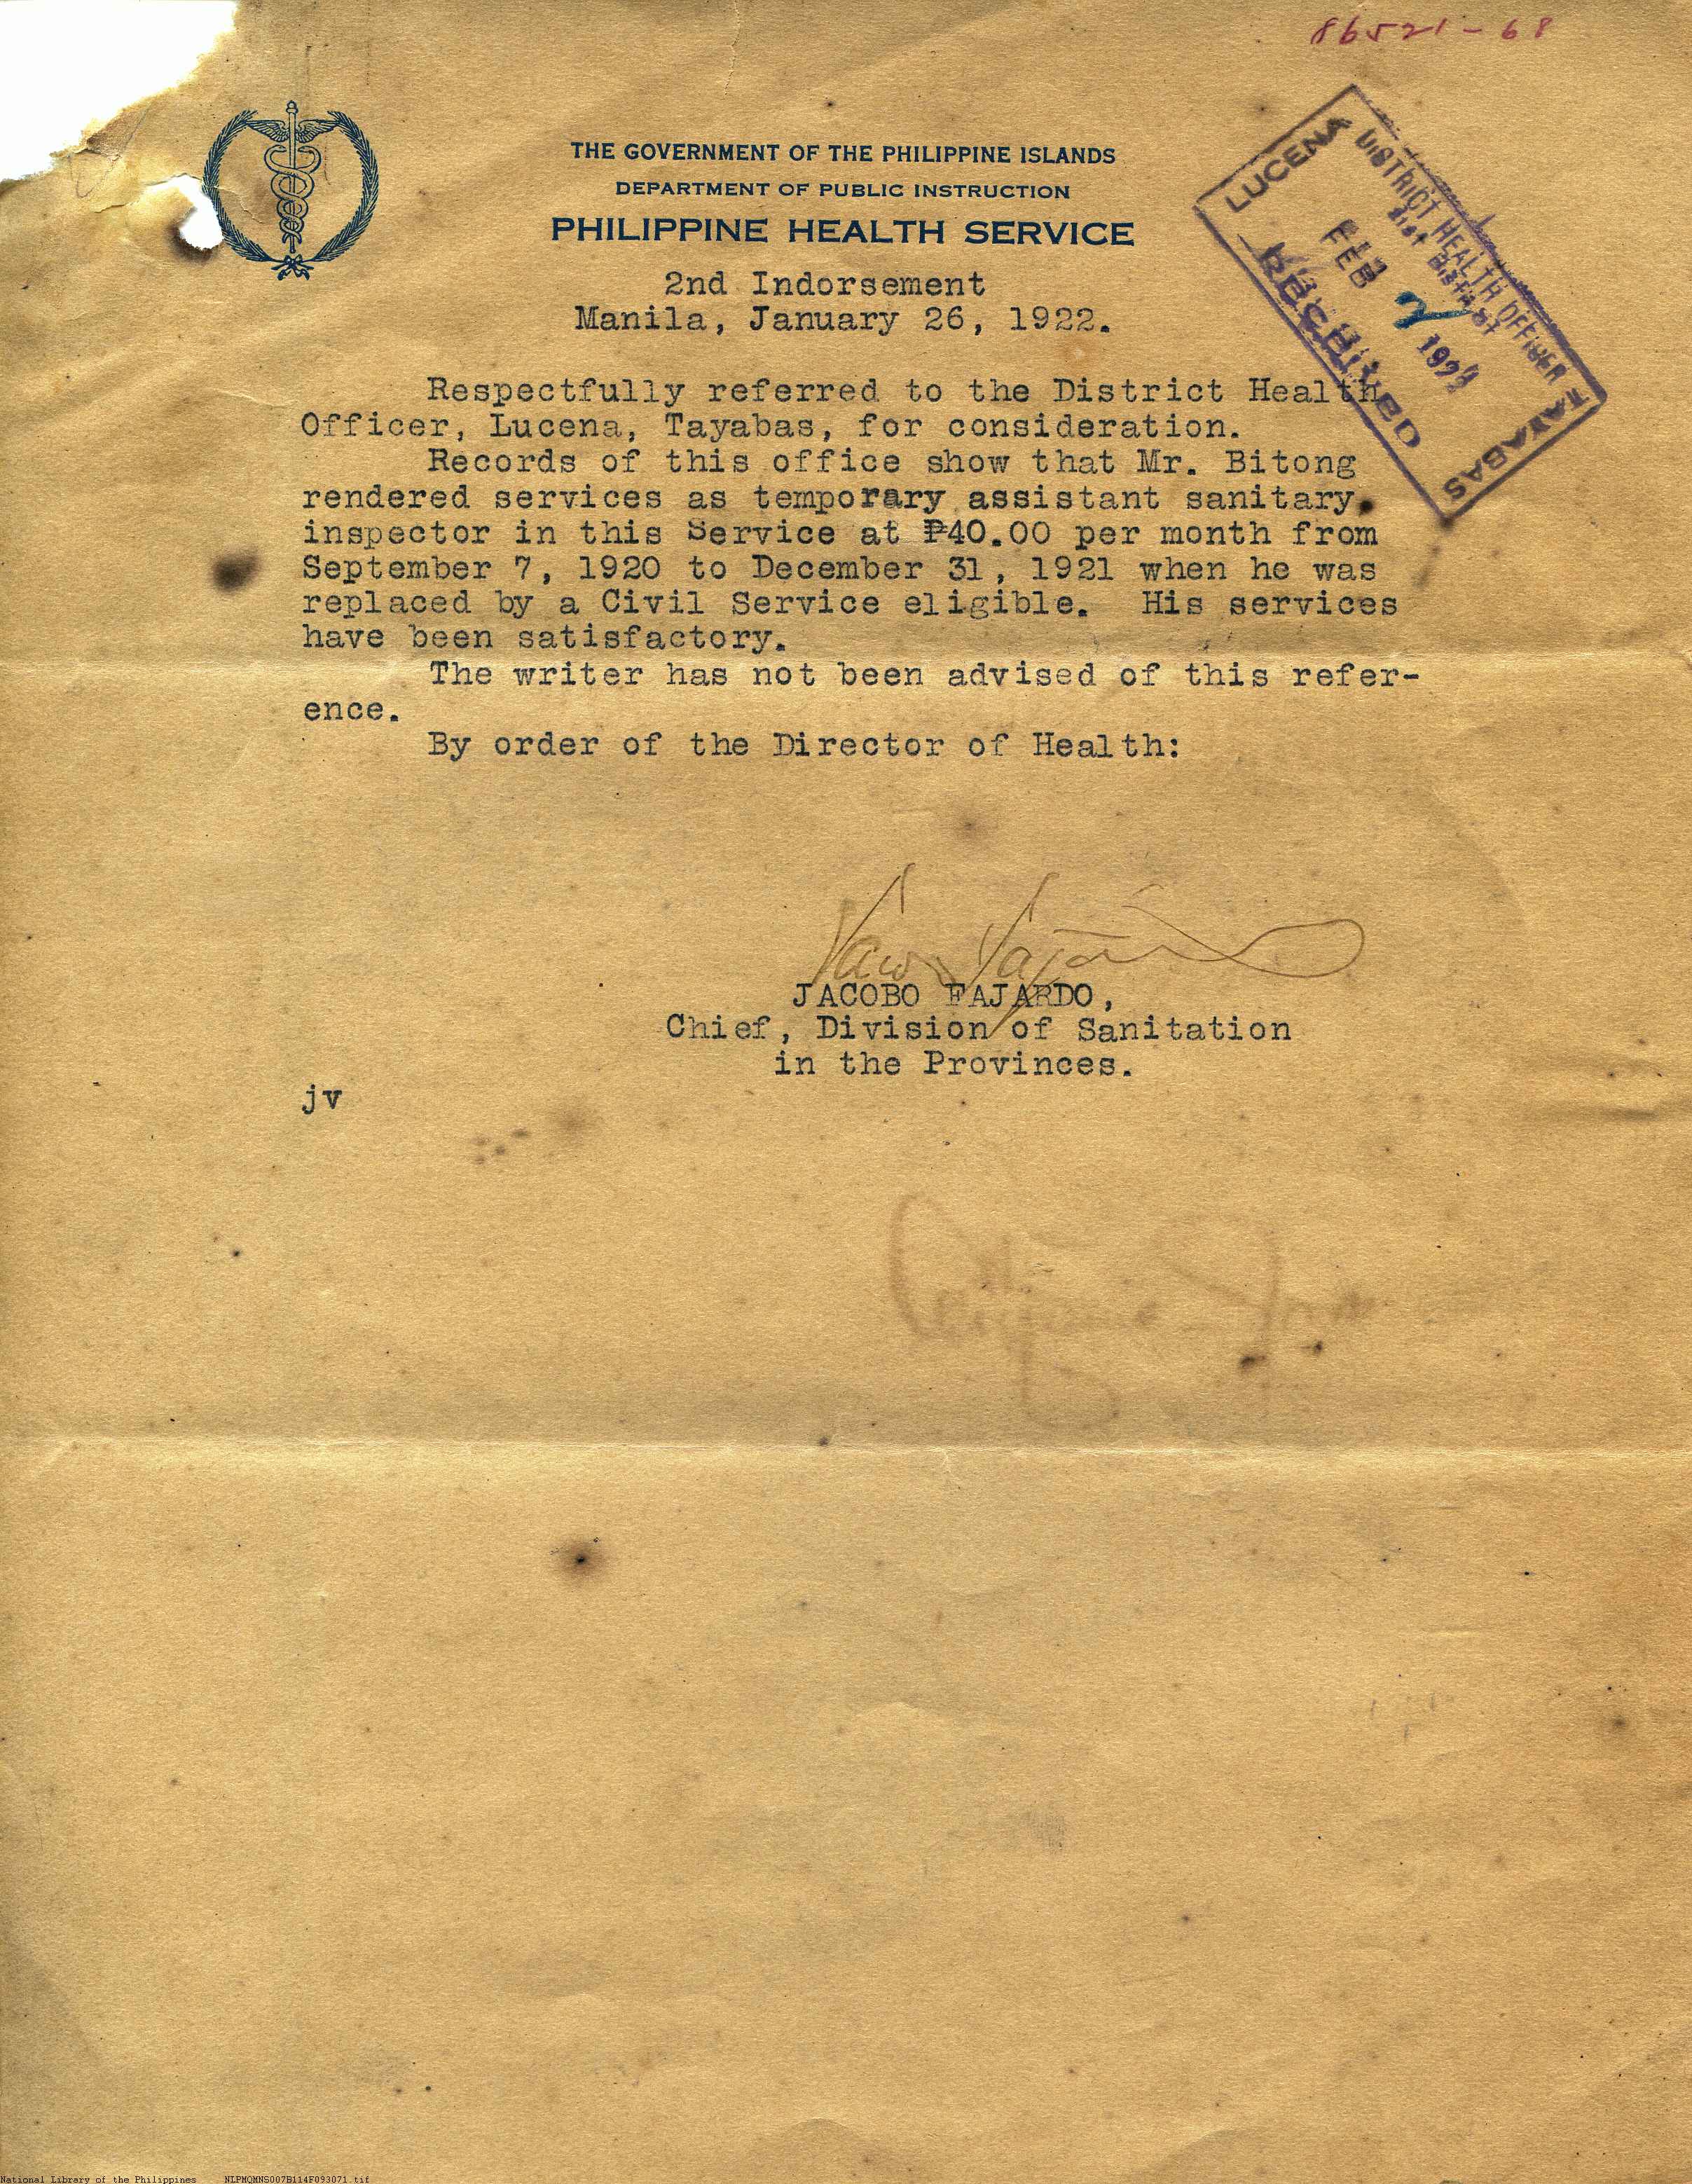 86521-68
THE GOVERNMENT OF THE PHILIPPINE ISLANDS
DEPARTMENT OF PUBLIC INSTRUCTION
PHILIPPINE HEALTH SERVICE
2nd Indorsement
Manila, January 26, 1922.
LUCENA
DISTRICT HEALTH OFFICER
FEB 2 192
RECEIVED
TAYABAS
Respectfully referred to the District Health
Officer, Lucena, Tayabas, for consideration.
Records of this office show that Mr. Bitong
rendered services as temporary assistant sanitary
inspector in this Service at ₱40.00 per month from
September 7, 1920 to December 31, 1921 when he was
replaced by a Civil Service eligible. His services
have been satisfactory.
The writer has not been advised of this refer-
ence.
By order of the Director of Health:
JACOBO FAJARDO,
Chief, Division of Sanitation
in the Provinces.
jv
National Library of the Philippines NLPMQMNS007B114F093071.tif